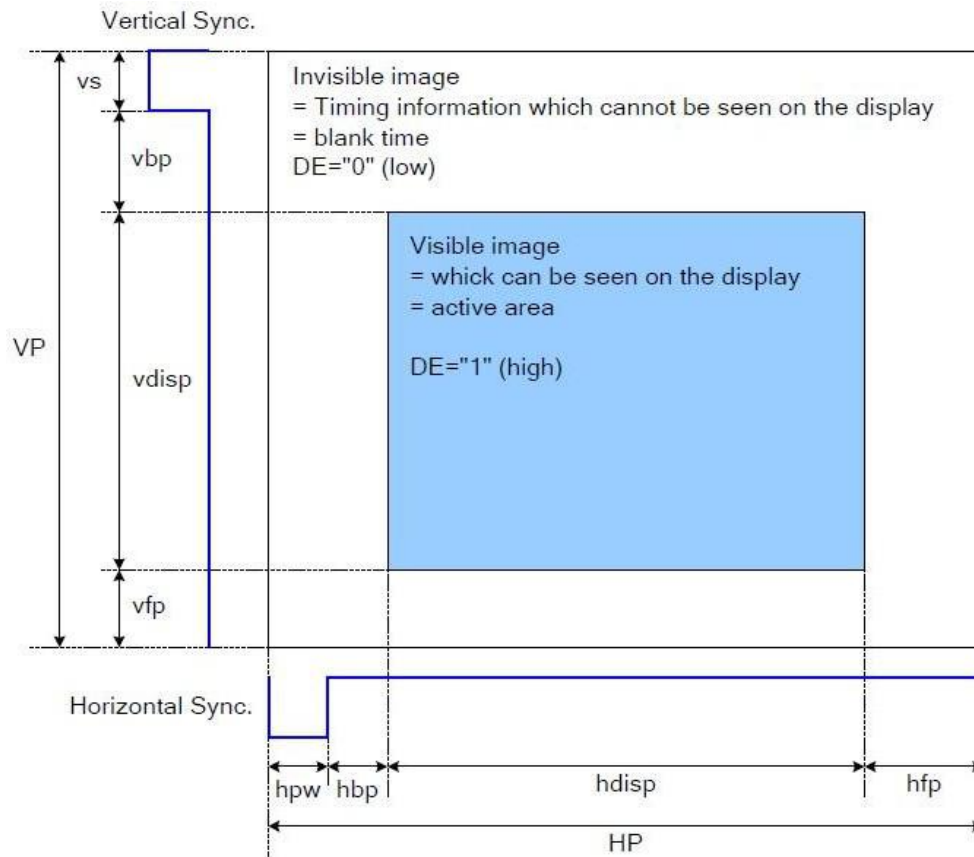 Vertical Sync.
vs
Invisible image
= Timing information which cannot be seen on the display
= blank time
DE="0" (low)
vbp
Visible image
= whick can be seen on the display
= active area
DE="1" (high)
VP
vdisp
vfp
Horizontal Sync.
hpw
hbp
hdisp
hfp
HP